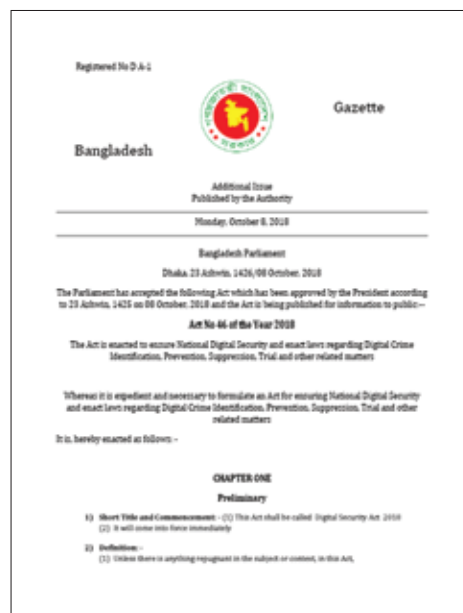 Registered No D A-1
Gazette
Bangladesh
গণপ্রজাতন্ত্রী বাংলাদেশ
সরকার
Additional Issue
Published by the Authority
Monday, October 8, 2018
Bangladesh Parliament
Dhaka, 23 Ashwin, 1426/08 October, 2018
The Parliament has accepted the following Act which has been approved by the President according
to 23 Ashwin, 1425 on 08 October, 2018 and the Act is being published for information to public:—
Act No 46 of the Year 2018
The Act is enacted to ensure National Digital Security and enact laws regarding Digital Crime
Identification, Prevention, Suppression, Trial and other related matters
Whereas it is expedient and necessary to formulate an Act for ensuring National Digital Security
and enact laws regarding Digital Crime Identification, Prevention, Suppression, Trial and other
related matters
It is, hereby enacted as follows: –
CHAPTER ONE
Preliminary
1) Short Title and Commencement: - (1) This Act shall be called Digital Security Act 2018
(2) It will come into force immediately
2) Definition: -
(1) Unless there is anything repugnant in the subject or content, in this Act,